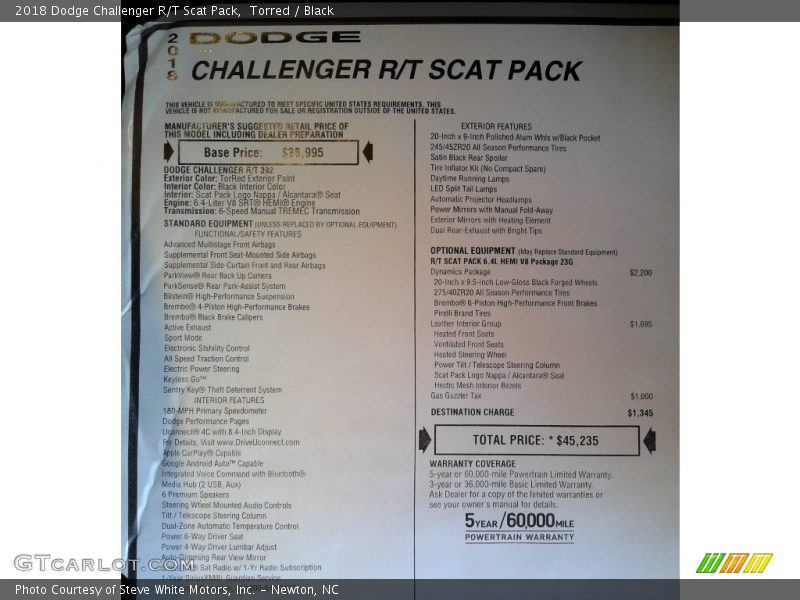 2018 Dodge Challenger R/T Scat Pack, Torred / Black
2018
DODGE
CHALLENGER R/T SCAT PACK
THIS VEHICLE IS MANUFACTURED TO MEET SPECIFIC UNITED STATES REQUIREMENTS. THIS
VEHICLE IS NOT MANUFACTURED FOR SALE OR REGISTRATION OUTSIDE OF THE UNITED STATES.
MANUFACTURER'S SUGGESTED RETAIL PRICE OF
THIS MODEL INCLUDING DEALER PREPARATION
Base Price: $38,995
DODGE CHALLENGER R/T 392
Exterior Color: TorRed Exterior Paint
Interior Color: Black Interior Color
Interior: Scat Pack Logo Nappa / Alcantara® Seat
Engine: 6.4-Liter V8 SRT® HEMI® Engine
Transmission: 6-Speed Manual TREMEC Transmission
STANDARD EQUIPMENT (UNLESS REPLACED BY OPTIONAL EQUIPMENT)
FUNCTIONAL/SAFETY FEATURES
Advanced Multistage Front Airbags
Supplemental Front Seat-Mounted Side Airbags
Supplemental Side-Curtain Front and Rear Airbags
ParkView® Rear Back Up Camera
ParkSense® Rear Park-Assist System
Bilstein® High-Performance Suspension
Brembo® 4-Piston High-Performance Brakes
Brembo® Black Brake Calipers
Active Exhaust
Sport Mode
Electronic Stability Control
All Speed Traction Control
Electric Power Steering
Keyless Go™
Sentry Key® Theft Deterrent System
INTERIOR FEATURES
180-MPH Primary Speedometer
Dodge Performance Pages
Uconnect® 4C with 8.4-Inch Display
For Details, Visit www.DriveUconnect.com
Apple CarPlay® Capable
Google Android Auto™ Capable
Integrated Voice Command with Bluetooth®
Media Hub (2 USB, Aux)
6 Premium Speakers
Steering Wheel Mounted Audio Controls
Tilt / Telescope Steering Column
Dual-Zone Automatic Temperature Control
Power 6-Way Driver Seat
Power 4-Way Driver Lumbar Adjust
Auto-Dimming Rear View Mirror
Sat Radio w/ 1-Yr Radio Subscription
1-Year SiriusXM® Guardian Service
EXTERIOR FEATURES
20-Inch x 9-Inch Polished Alum Whls w/Black Pocket
245/45ZR20 All Season Performance Tires
Satin Black Rear Spoiler
Tire Inflator Kit (No Compact Spare)
Daytime Running Lamps
LED Split Tail Lamps
Automatic Projector Headlamps
Power Mirrors with Manual Fold-Away
Exterior Mirrors with Heating Element
Dual Rear-Exhaust with Bright Tips
OPTIONAL EQUIPMENT (May Replace Standard Equipment)
R/T SCAT PACK 6.4L HEMI V8 Package 23G
Dynamics Package $2,200
20-Inch x 9.5-Inch Low-Gloss Black Forged Wheels
275/40ZR20 All Season Performance Tires
Brembo® 6-Piston High-Performance Front Brakes
Pirelli Brand Tires
Leather Interior Group $1,695
Heated Front Seats
Ventilated Front Seats
Heated Steering Wheel
Power Tilt / Telescope Steering Column
Scat Pack Logo Nappa / Alcantara® Seat
Hectic Mesh Interior Bezels
Gas Guzzler Tax $1,000
DESTINATION CHARGE $1,345
TOTAL PRICE: * $45,235
WARRANTY COVERAGE
5-year or 60,000-mile Powertrain Limited Warranty.
3-year or 36,000-mile Basic Limited Warranty.
Ask Dealer for a copy of the limited warranties or
see your owner's manual for details.
5YEAR/60,000MILE
POWERTRAIN WARRANTY
GTCarLot.com
Photo Courtesy of Steve White Motors, Inc. - Newton, NC